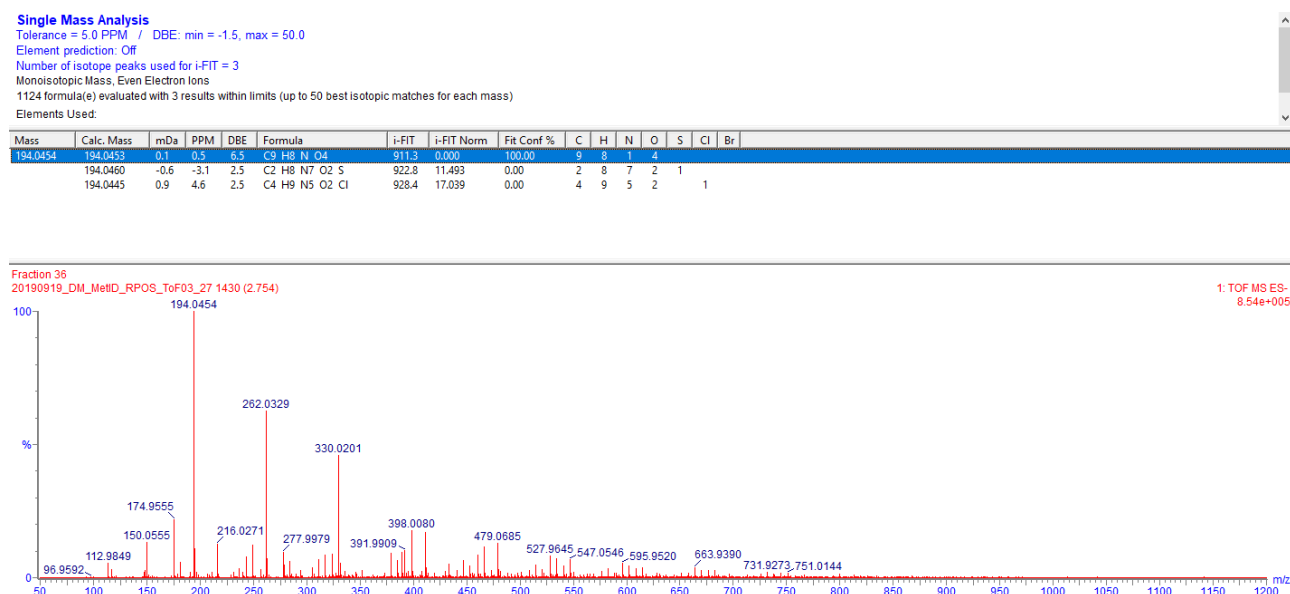 Single Mass Analysis
Tolerance = 5.0 PPM / DBE: min = -1.5, max = 50.0
Element prediction: Off
Number of isotope peaks used for i-FIT = 3
Monoisotopic Mass, Even Electron Ions
1124 formula(e) evaluated with 3 results within limits (up to 50 best isotopic matches for each mass)
Elements Used:
Mass Calc. Mass mDa PPM DBE Formula i-FIT i-FIT Norm Fit Conf % C H N O S Cl Br
194.0454 194.0453 0.1 0.5 6.5 C9 H8 N O4 911.3 0.000 100.00 9 8 1 4
194.0460 -0.6 -3.1 2.5 C2 H8 N7 O2 S 922.8 11.493 0.00 2 8 7 2 1
194.0445 0.9 4.6 2.5 C4 H9 N5 O2 Cl 928.4 17.039 0.00 4 9 5 2 1
Fraction 36
20190919_DM_MetID_RPOS_ToF03_27 1430 (2.754)
1: TOF MS ES-
8.54e+005
194.0454
100
262.0329
%
330.0201
174.9555
150.0555
216.0271
398.0080
112.9849
277.9979
391.9909
479.0685
96.9592
527.9645
547.0546
595.9520
663.9390
731.9273
751.0144
0
m/z
50 100 150 200 250 300 350 400 450 500 550 600 650 700 750 800 850 900 950 1000 1050 1100 1150 1200